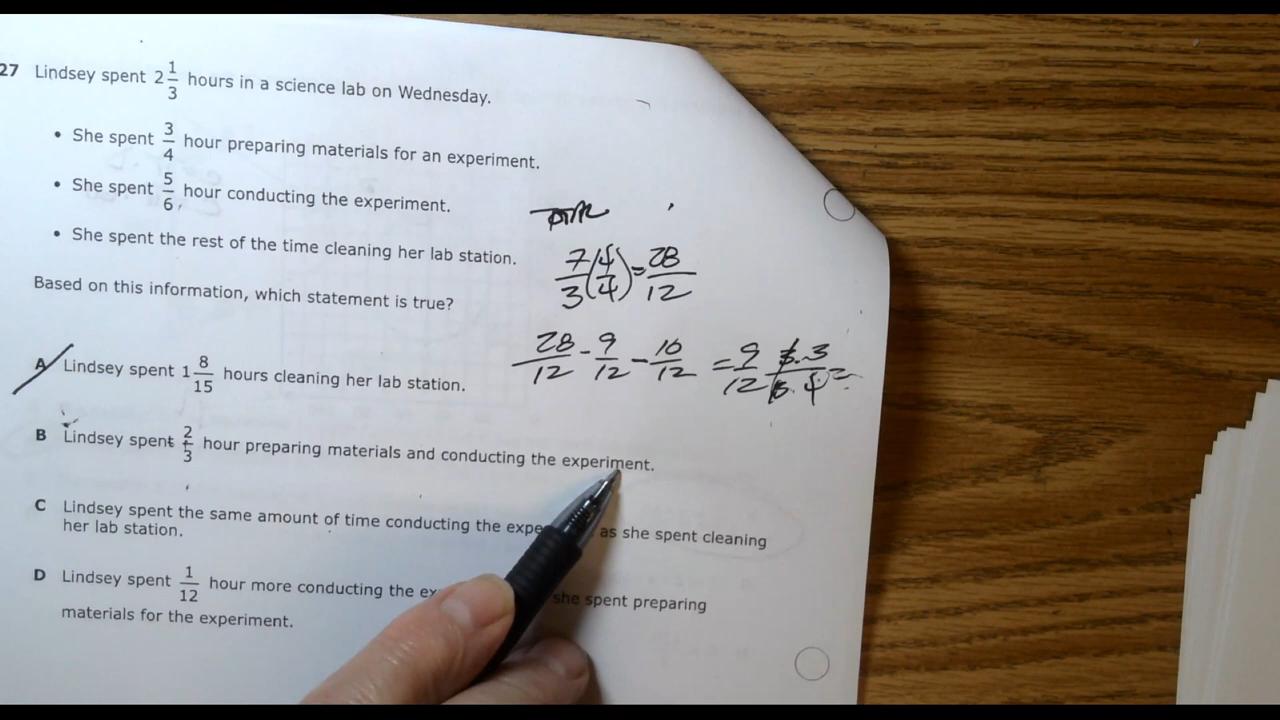 27 Lindsey spent 2 1/3 hours in a science lab on Wednesday.
• She spent 3/4 hour preparing materials for an experiment.
• She spent 5/6 hour conducting the experiment.
• She spent the rest of the time cleaning her lab station.
Based on this information, which statement is true?
7/3 (4/4) = 28/12
28/12 - 9/12 - 10/12 = 9/12
A Lindsey spent 1 8/15 hours cleaning her lab station.
B Lindsey spent 2/3 hour preparing materials and conducting the experiment.
C Lindsey spent the same amount of time conducting the expe as she spent cleaning
her lab station.
D Lindsey spent 1/12 hour more conducting the ex she spent preparing
materials for the experiment.